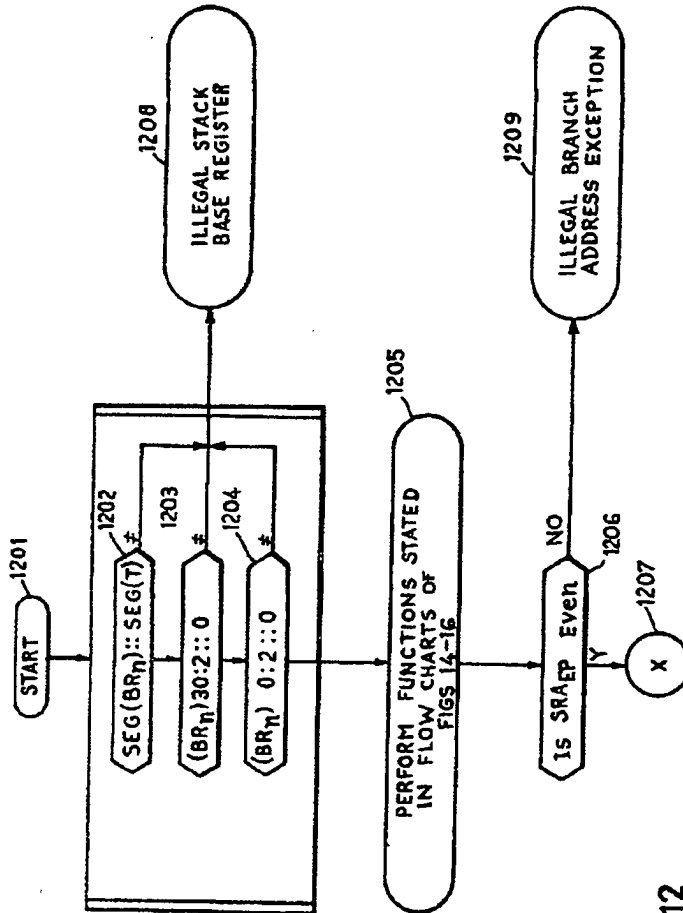 1201
START
1202
SEG(BRn)::SEG(T)
≠
1203
(BRn)30:2::0
≠
1204
(BRn) 0:2::0
≠
1208
ILLEGAL STACK
BASE REGISTER
1205
PERFORM FUNCTIONS STATED
IN FLOW CHARTS OF
FIGS 14-16
Is SRAEP Even
1206
NO
Y
1209
ILLEGAL BRANCH
ADDRESS EXCEPTION
1207
X
12